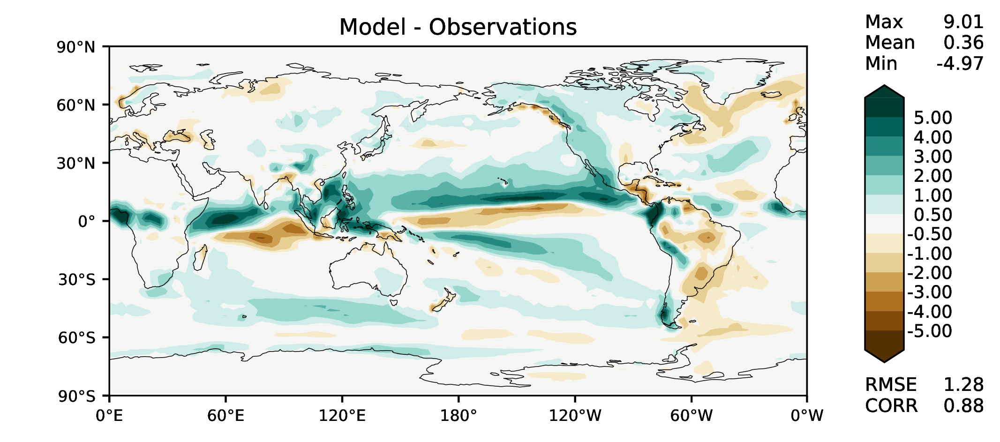 Model - Observations
Max 9.01
Mean 0.36
Min -4.97
90°N
60°N
30°N
0°
30°S
60°S
90°S
0°E 60°E 120°E 180° 120°W 60°W 0°W
5.00
4.00
3.00
2.00
1.00
0.50
-0.50
-1.00
-2.00
-3.00
-4.00
-5.00
RMSE 1.28
CORR 0.88